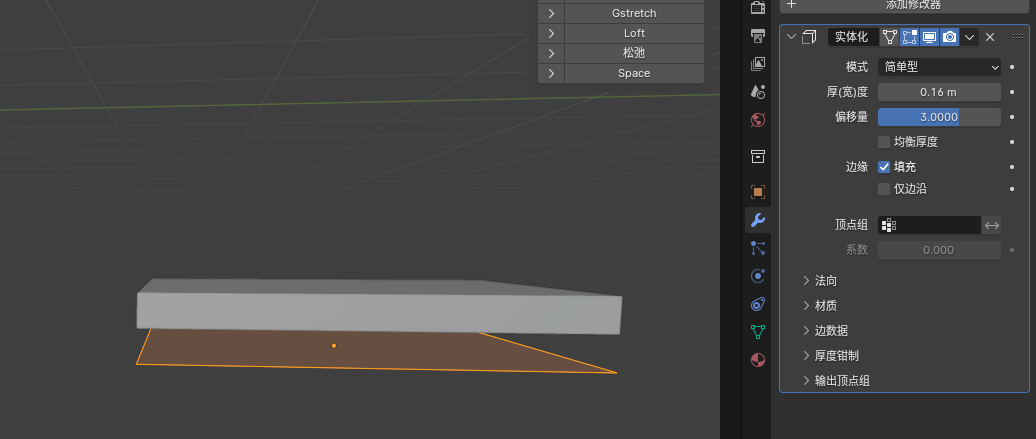 Gstretch
Loft
松弛
Space
添加修改器
实体化
模式 简单型
厚(宽)度 0.16 m
偏移量 3.0000
均衡厚度
边缘 填充
仅边沿
顶点组
系数 0.000
法向
材质
边数据
厚度钳制
输出顶点组